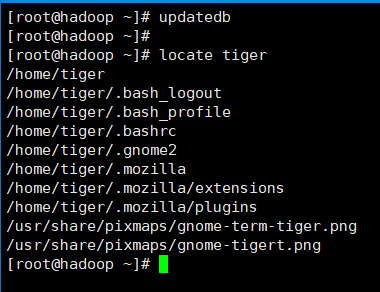 [root@hadoop ~]# updatedb
[root@hadoop ~]#
[root@hadoop ~]# locate tiger
/home/tiger
/home/tiger/.bash_logout
/home/tiger/.bash_profile
/home/tiger/.bashrc
/home/tiger/.gnome2
/home/tiger/.mozilla
/home/tiger/.mozilla/extensions
/home/tiger/.mozilla/plugins
/usr/share/pixmaps/gnome-term-tiger.png
/usr/share/pixmaps/gnome-tigert.png
[root@hadoop ~]#